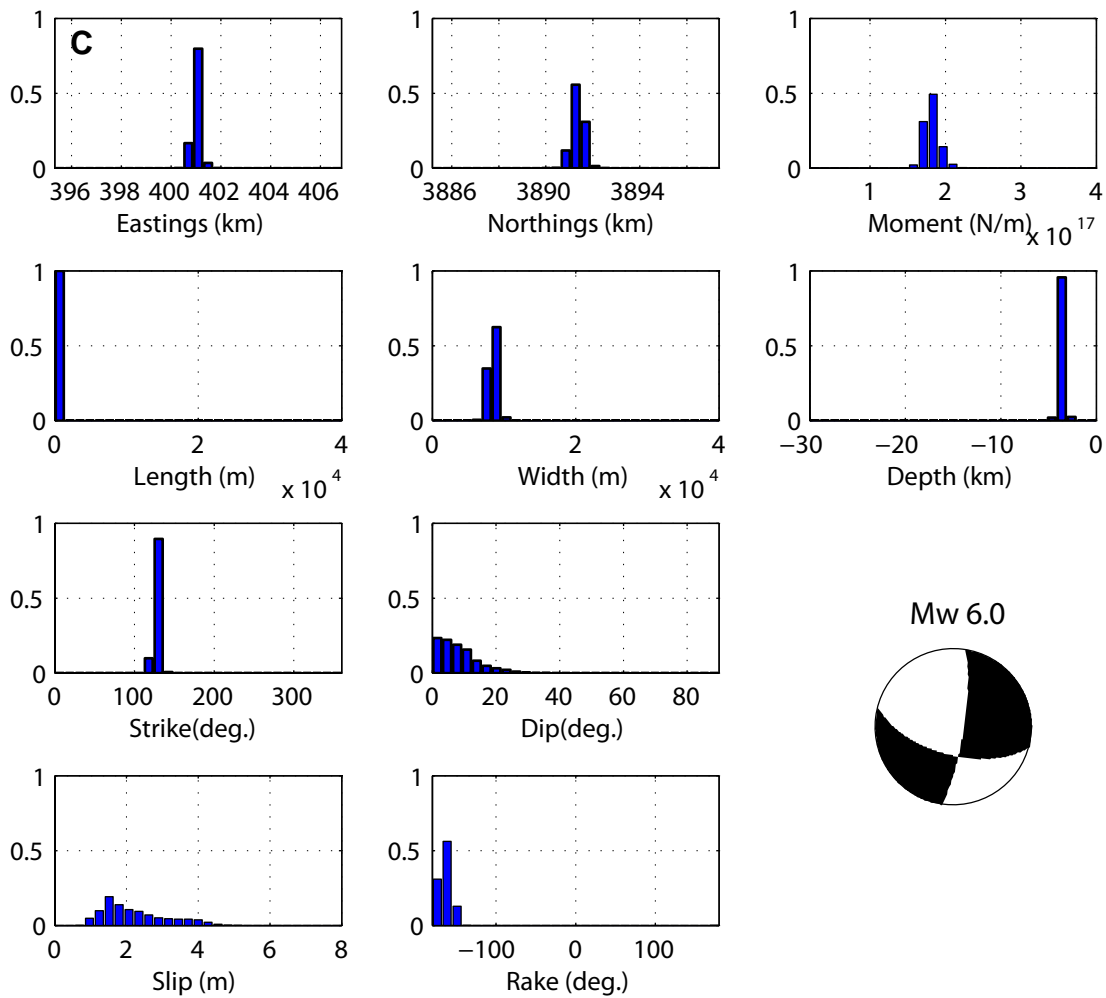 C
1
0.5
0
396 398 400 402 404 406
Eastings (km)
1
0.5
0
3886 3890 3894
Northings (km)
1
0.5
0
1 2 3 4
Moment (N/m)
x 10 17
1
0.5
0
0 2 4
Length (m)
x 10 4
1
0.5
0
0 2 4
Width (m)
x 10 4
1
0.5
0
−30 −20 −10 0
Depth (km)
1
0.5
0
0 100 200 300
Strike(deg.)
1
0.5
0
0 20 40 60 80
Dip(deg.)
Mw 6.0
1
0.5
0
0 2 4 6 8
Slip (m)
1
0.5
0
−100 0 100
Rake (deg.)